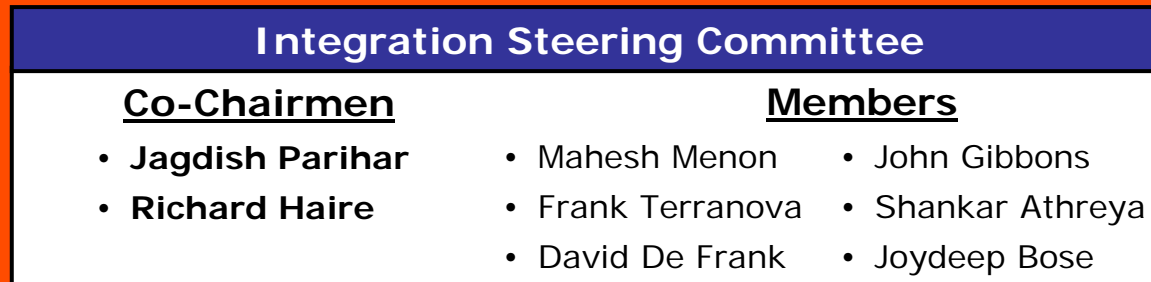 Integration Steering Committee
Co-Chairmen
• Jagdish Parihar
• Richard Haire
Members
• Mahesh Menon
• Frank Terranova
• David De Frank
• John Gibbons
• Shankar Athreya
• Joydeep Bose